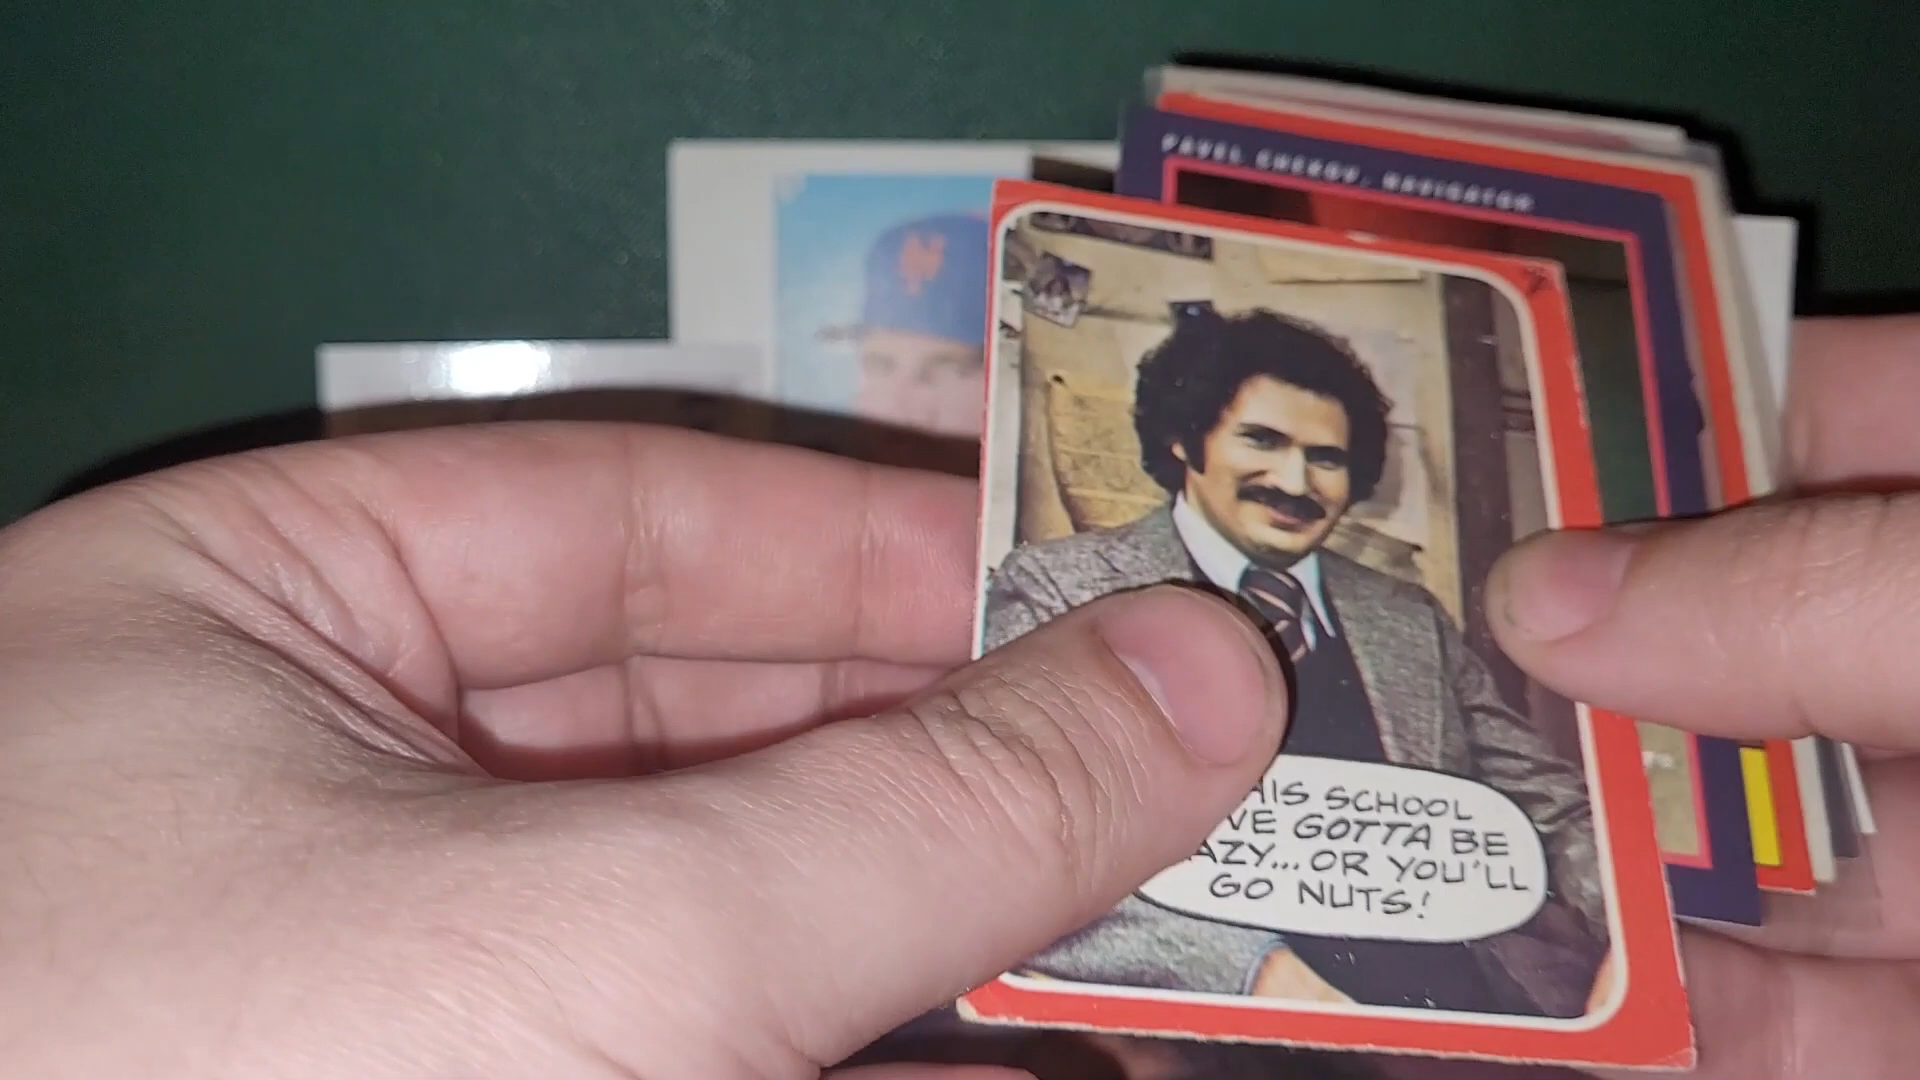 PAVEL CHEKOV, NAVIGATOR
HIS SCHOOL
VE GOTTA BE
AZY...OR YOU'LL
GO NUTS!